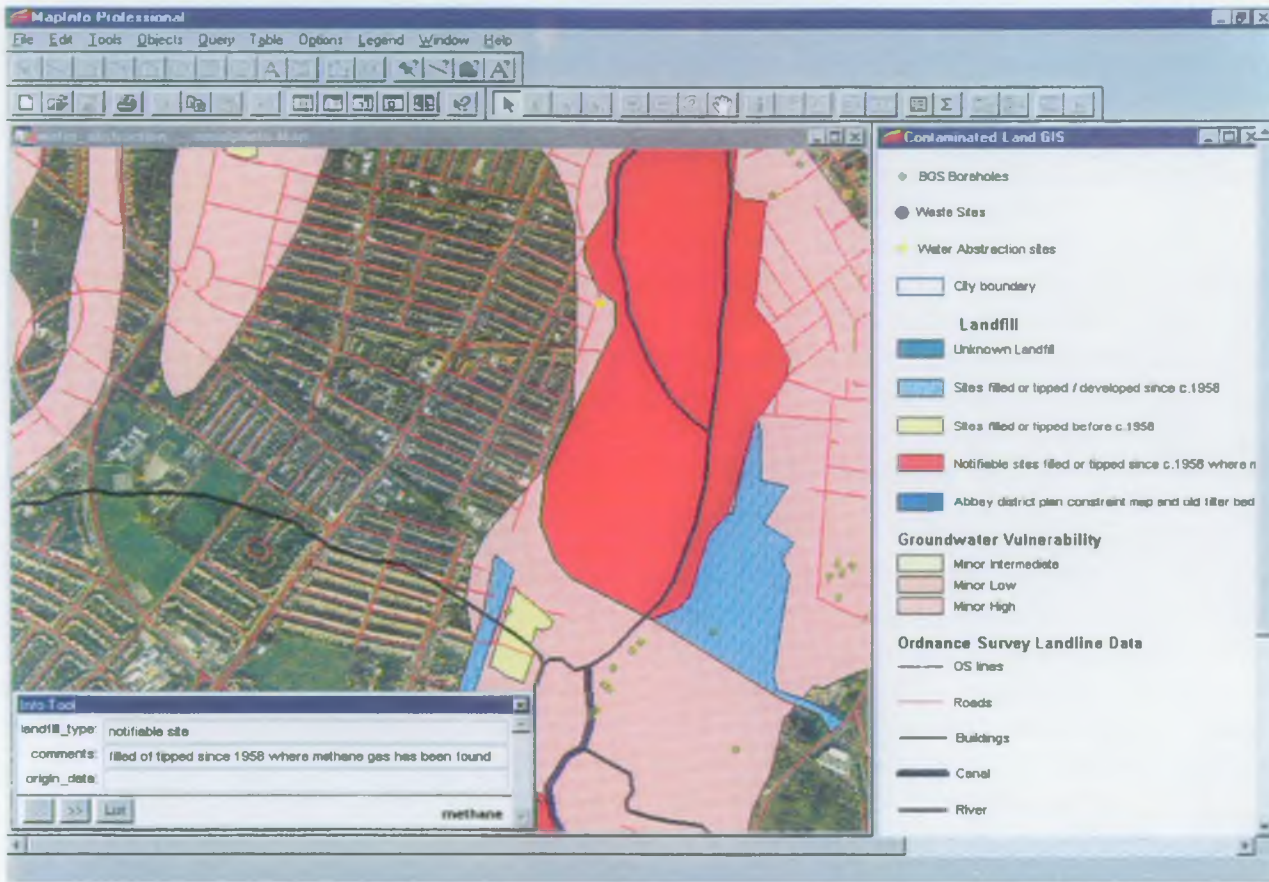 MapInfo Professional
File Edit Tools Objects Query Table Options Legend Window Help
Map
Contaminated Land GIS
BGS Boreholes
Waste Sites
Water Abstraction sites
City boundary
Landfill
Unknown Landfill
Sites filled or tipped / developed since c.1958
Sites filled or tipped before c.1958
Notifiable sites filled or tipped since c.1958 where n
Abbey district plan constraint map and old filter bed
Groundwater Vulnerability
Minor Intermediate
Minor Low
Minor High
Ordnance Survey Landline Data
OS lines
Roads
Buildings
Canal
River
Info Tool
landfill_type: notifiable site
comments: filled of tipped since 1958 where methane gas has been found
origin_data:
>> List methane